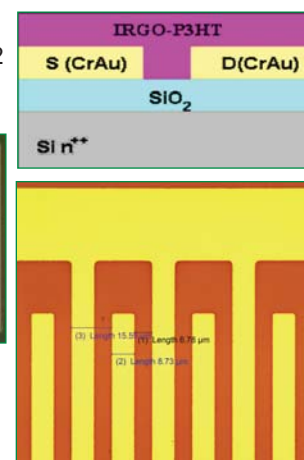 2
IRGO-P3HT
S (CrAu)
D(CrAu)
SiO2
Si n++
(3) Length 15.5
(1) Length 8.78 µm
(2) Length 8.73 µm